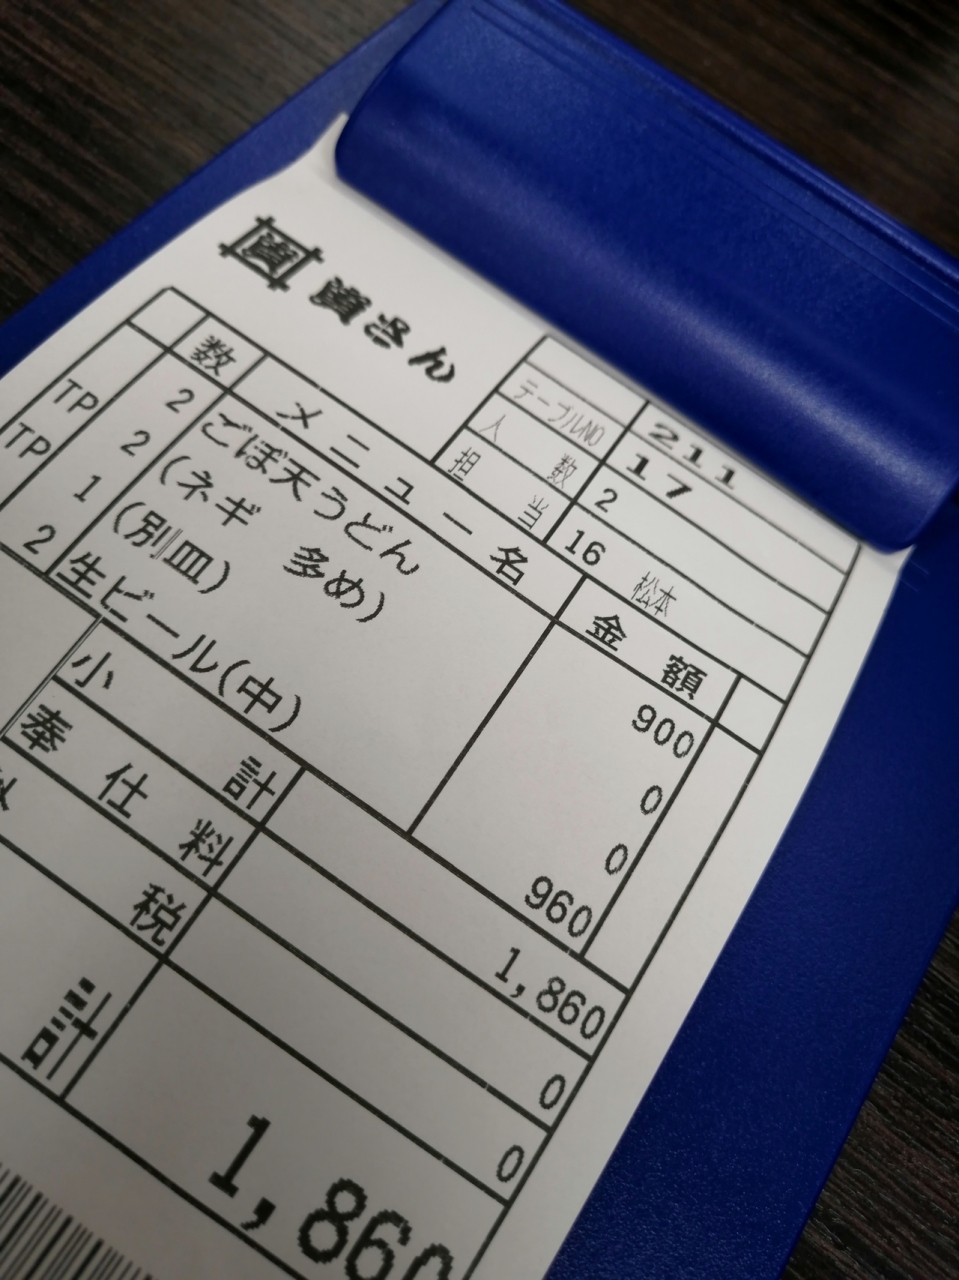 資 資さん
211
テーブルNO 17
人数 2
担当 16 松本
数 メニュー名 金額
2 ごぼ天うどん 900
TP 2 (ネギ 多め) 0
TP 1 (別皿) 0
2 生ビール(中) 960
小計 1,860
奉仕料 0
税 0
計 1,860